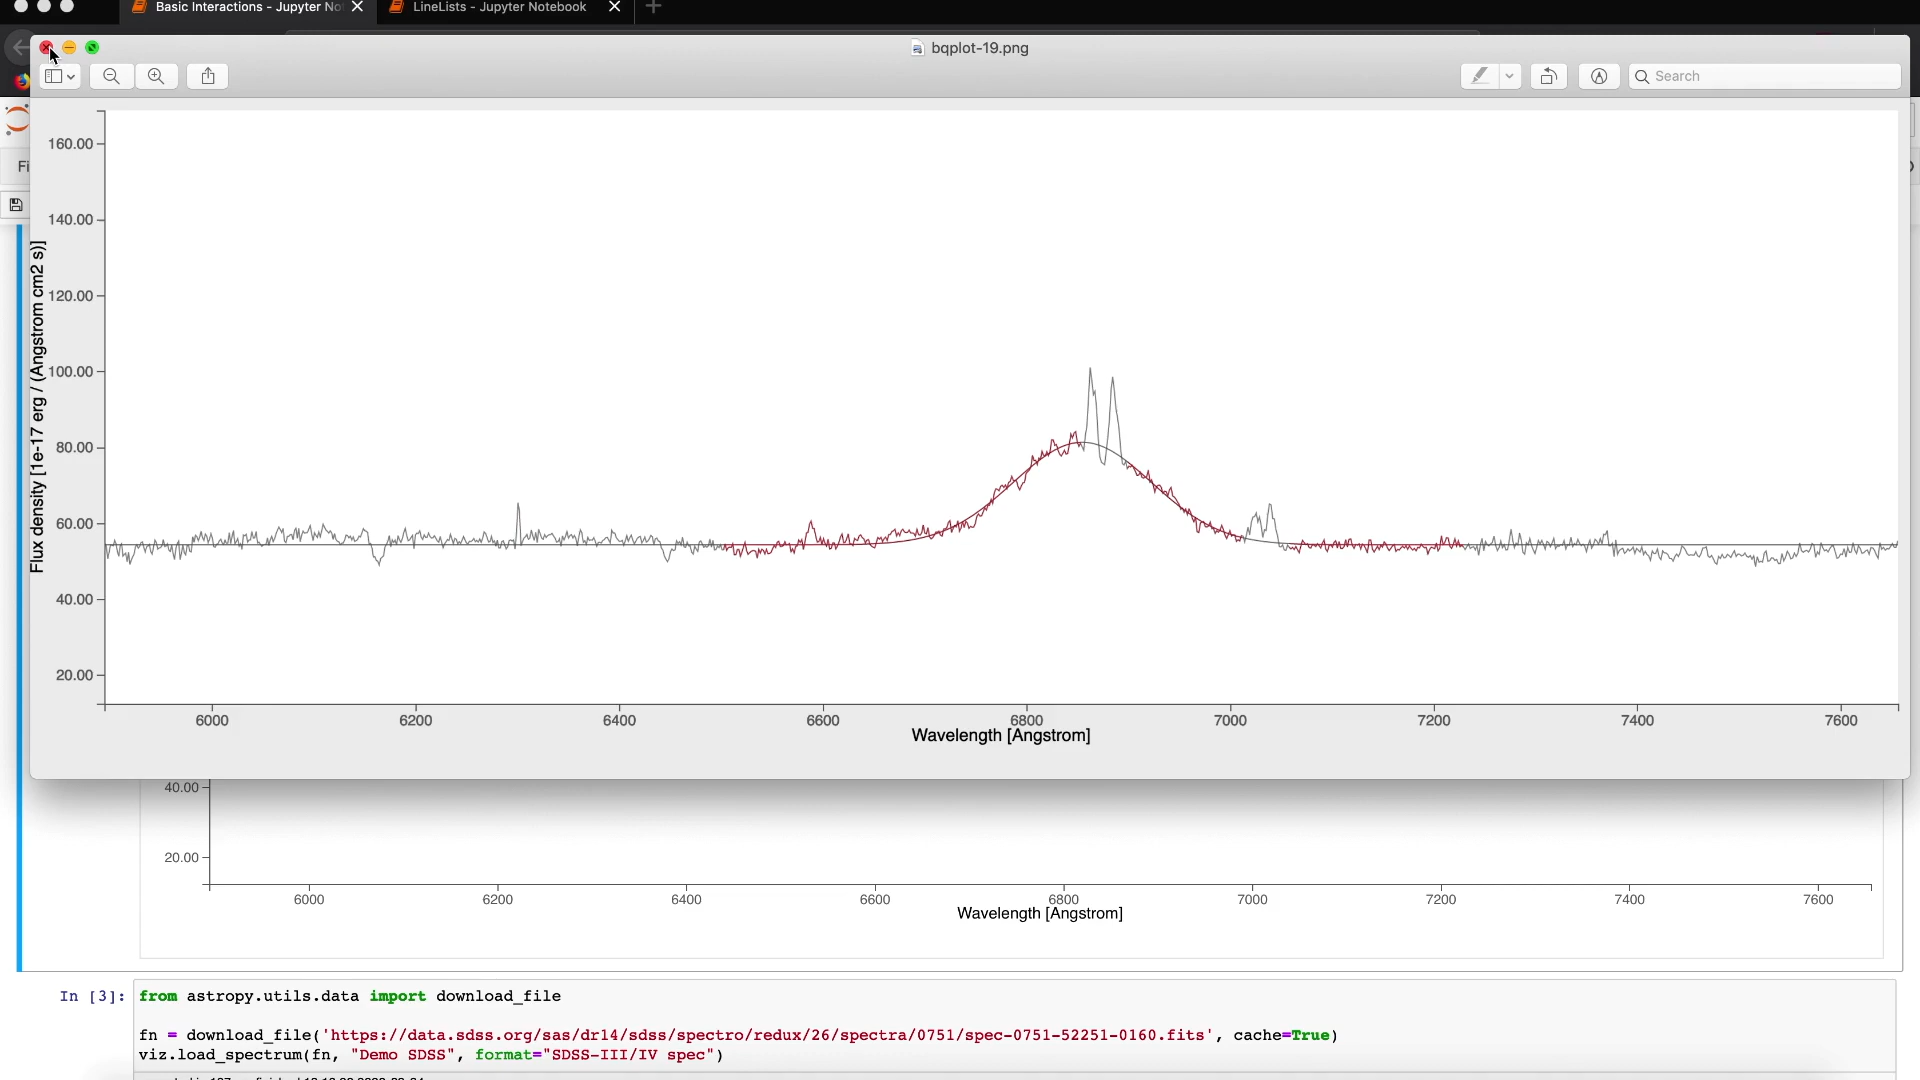 Basic Interactions - Jupyter No
LineLists - Jupyter Notebook
bqplot-19.png
Search
Fi
160.00
140.00
120.00
100.00
80.00
60.00
40.00
20.00
Flux density [1e-17 erg / (Angstrom cm2 s)]
6000 6200 6400 6600 6800 7000 7200 7400 7600
Wavelength [Angstrom]
40.00
20.00
6000 6200 6400 6600 6800 7000 7200 7400 7600
Wavelength [Angstrom]
In [3]: from astropy.utils.data import download_file
fn = download_file('https://data.sdss.org/sas/dr14/sdss/spectro/redux/26/spectra/0751/spec-0751-52251-0160.fits', cache=True)
viz.load_spectrum(fn, "Demo SDSS", format="SDSS-III/IV spec")